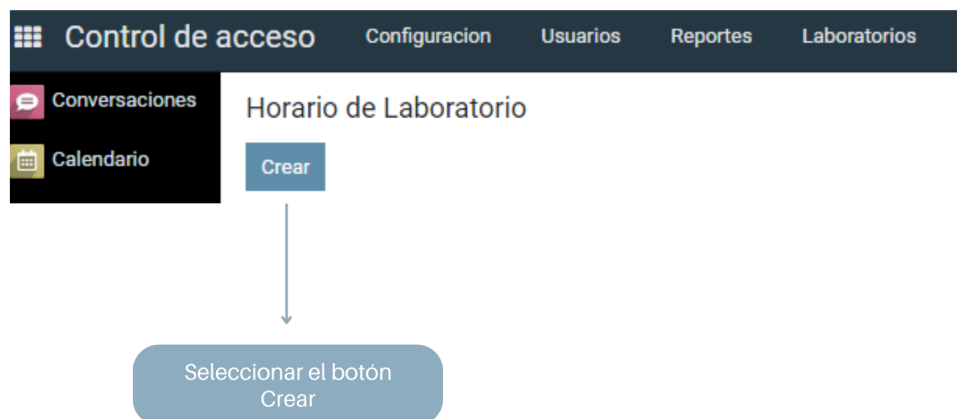 Control de acceso Configuracion Usuarios Reportes Laboratorios
Conversaciones
Horario de Laboratorio
Calendario
Crear
Seleccionar el botón
Crear